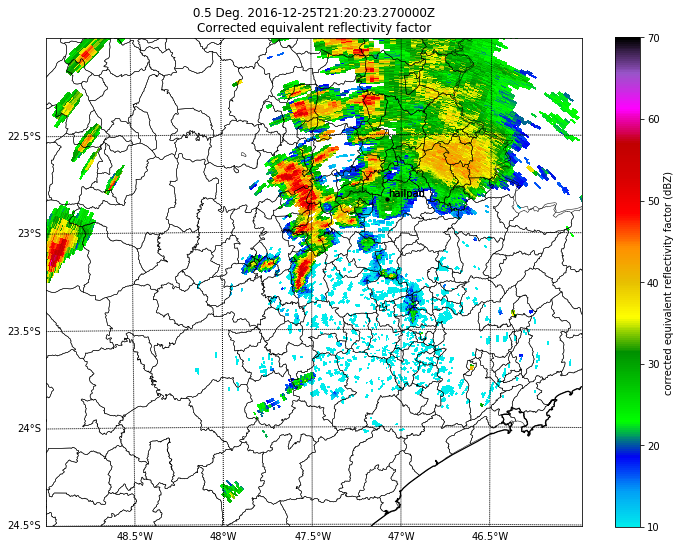 0.5 Deg. 2016-12-25T21:20:23.270000Z
Corrected equivalent reflectivity factor
22.5°S
23°S
23.5°S
24°S
24.5°S
48.5°W
48°W
47.5°W
47°W
46.5°W
70
60
50
40
30
20
10
corrected equivalent reflectivity factor (dBZ)